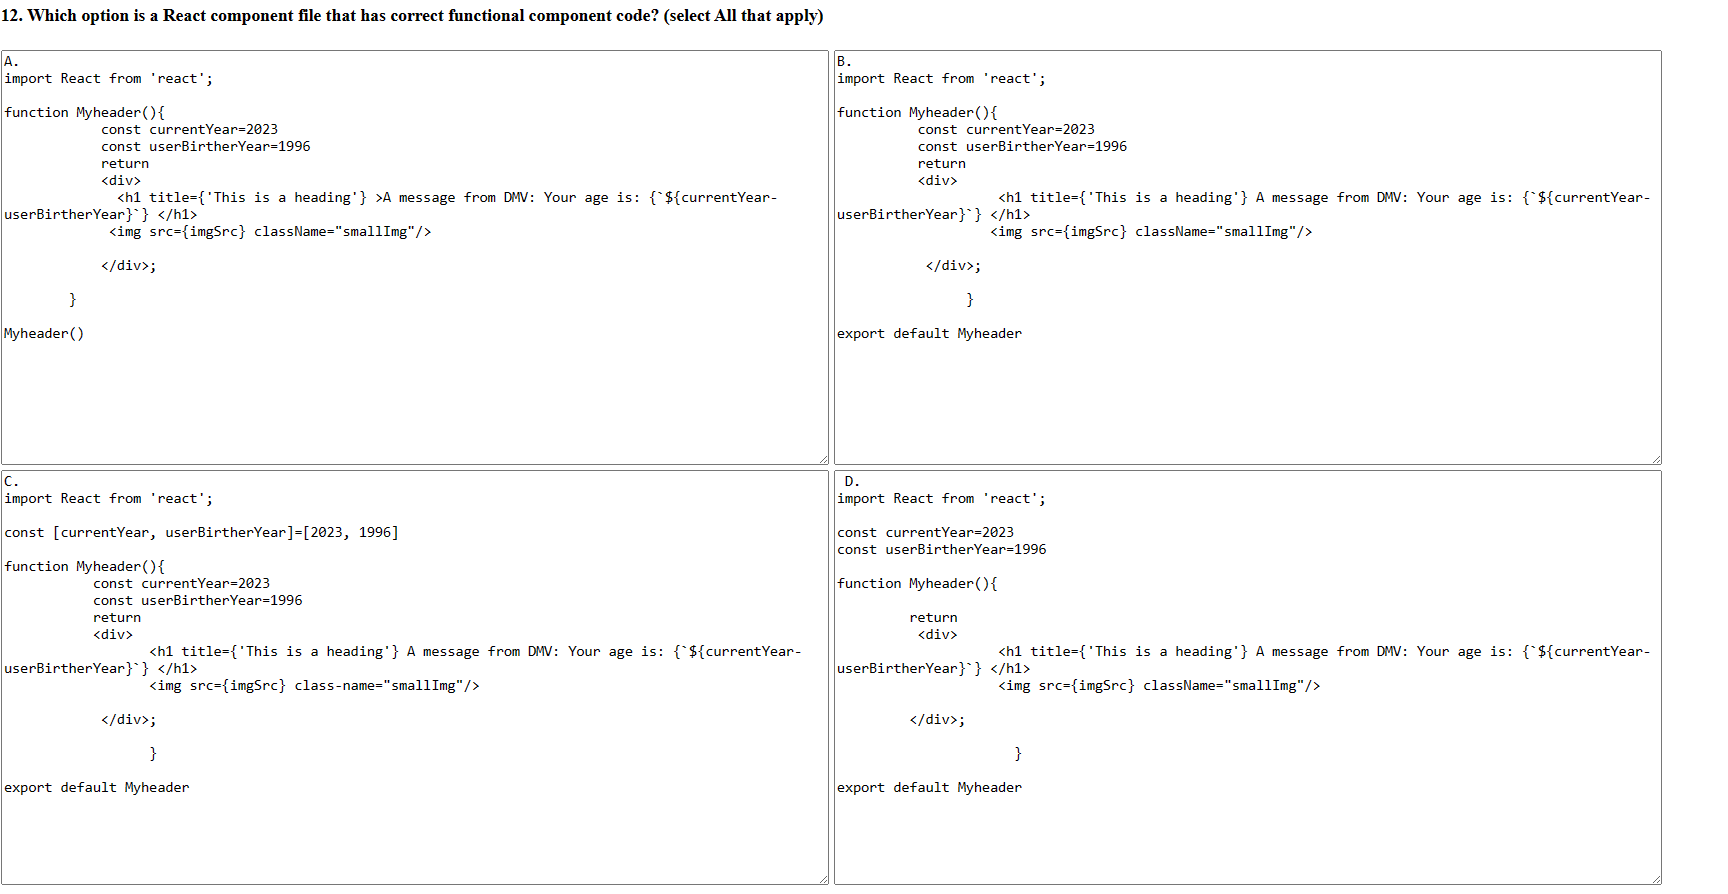 12. Which option is a React component file that has correct functional component code? (select All that apply)
A.
import React from 'react';
function Myheader(){
const currentYear=2023
const userBirtherYear=1996
return
<div>
<h1 title={'This is a heading'} >A message from DMV: Your age is: {`${currentYear-
userBirtherYear}`} </h1>
<img src={imgSrc} className="smallImg"/>
</div>;
}
Myheader()
B.
import React from 'react';
function Myheader(){
const currentYear=2023
const userBirtherYear=1996
return
<div>
<h1 title={'This is a heading'} A message from DMV: Your age is: {`${currentYear-
userBirtherYear}`} </h1>
<img src={imgSrc} className="smallImg"/>
</div>;
}
export default Myheader
C.
import React from 'react';
const [currentYear, userBirtherYear]=[2023, 1996]
function Myheader(){
const currentYear=2023
const userBirtherYear=1996
return
<div>
<h1 title={'This is a heading'} A message from DMV: Your age is: {`${currentYear-
userBirtherYear}`} </h1>
<img src={imgSrc} class-name="smallImg"/>
</div>;
}
export default Myheader
D.
import React from 'react';
const currentYear=2023
const userBirtherYear=1996
function Myheader(){
return
<div>
<h1 title={'This is a heading'} A message from DMV: Your age is: {`${currentYear-
userBirtherYear}`} </h1>
<img src={imgSrc} className="smallImg"/>
</div>;
}
export default Myheader